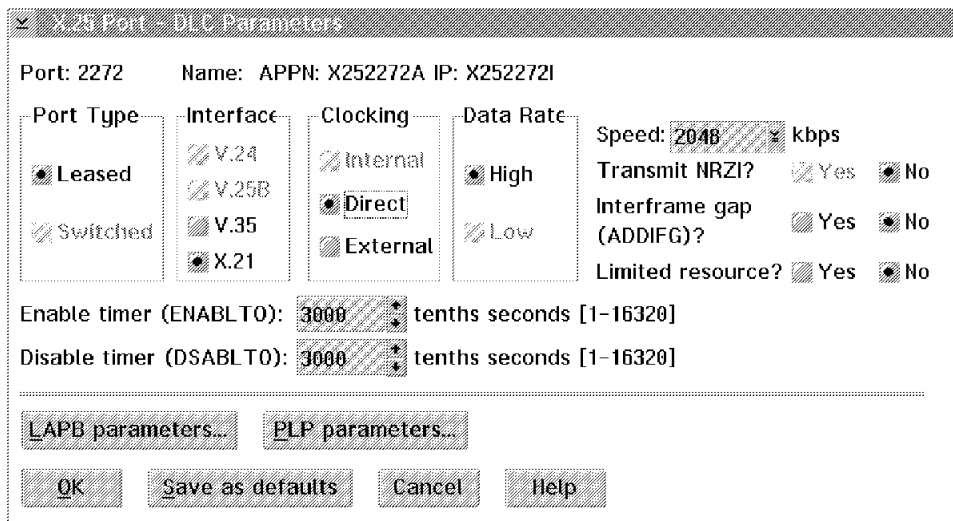 X.25 Port - DLC Parameters
Port: 2272 Name: APPN: X252272A IP: X252272I
Port Type
Leased
Switched
Interface
V.24
V.25B
V.35
X.21
Clocking
Internal
Direct
External
Data Rate
High
Low
Speed: 2048 kbps
Transmit NRZI? Yes No
Interframe gap
(ADDIFG)? Yes No
Limited resource? Yes No
Enable timer (ENABLTO): 3000 tenths seconds [1-16320]
Disable timer (DSABLTO): 3000 tenths seconds [1-16320]
LAPB parameters... PLP parameters...
OK Save as defaults Cancel Help